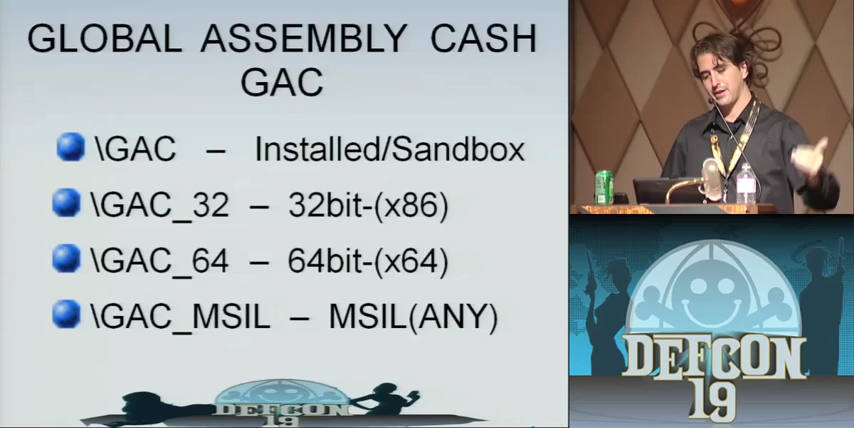 GLOBAL ASSEMBLY CASH
GAC
\GAC – Installed/Sandbox
\GAC_32 – 32bit-(x86)
\GAC_64 – 64bit-(x64)
\GAC_MSIL – MSIL(ANY)
DEFCON
19
DEFCON
19